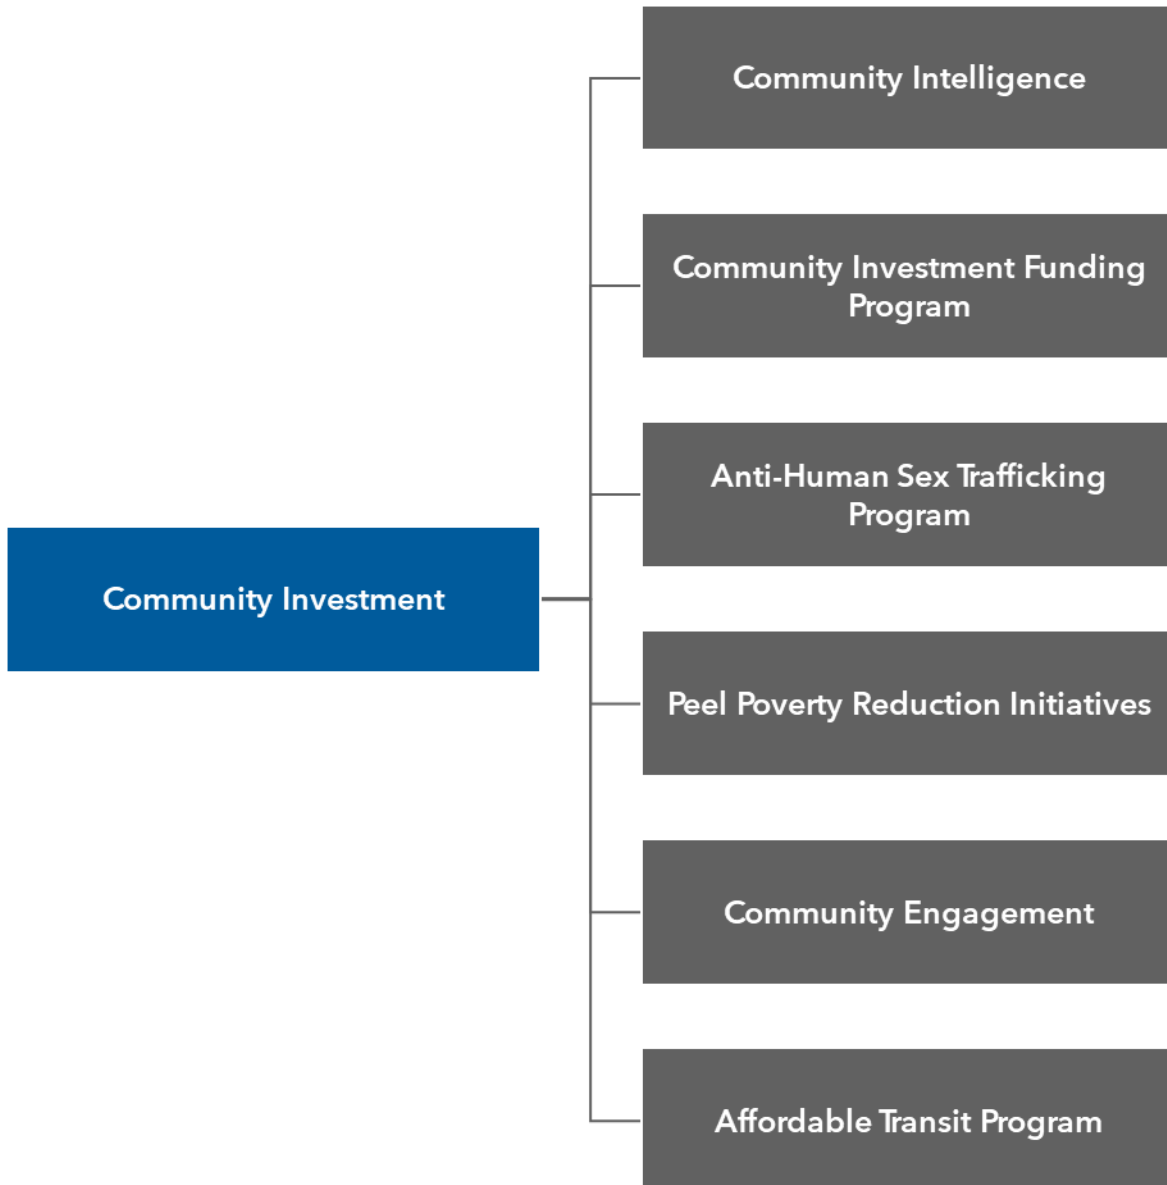 Community Intelligence
Community Investment Funding
Program
Anti-Human Sex Trafficking
Program
Community Investment
Peel Poverty Reduction Initiatives
Community Engagement
Affordable Transit Program